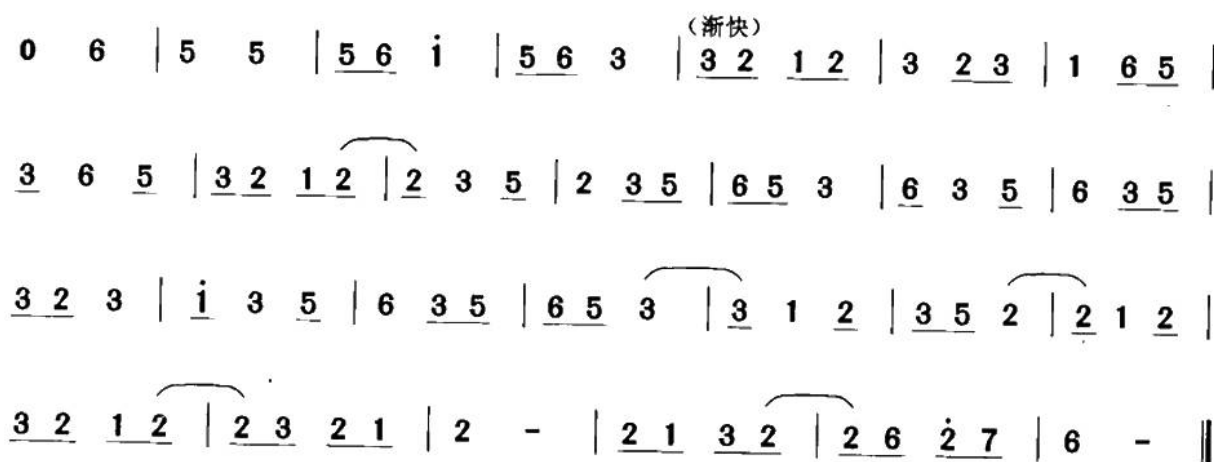 （渐快）
0 6 | 5 5 | 5 6 i | 5 6 3 | 3 2 1 2 | 3 2 3 | 1 6 5 |
3 6 5 | 3 2 1 2 | 2 3 5 | 2 3 5 | 6 5 3 | 6 3 5 | 6 3 5 |
3 2 3 | i 3 5 | 6 3 5 | 6 5 3 | 3 1 2 | 3 5 2 | 2 1 2 |
3 2 1 2 | 2 3 2 1 | 2 - | 2 1 3 2 | 2 6 2̇ 7 | 6 - ‖